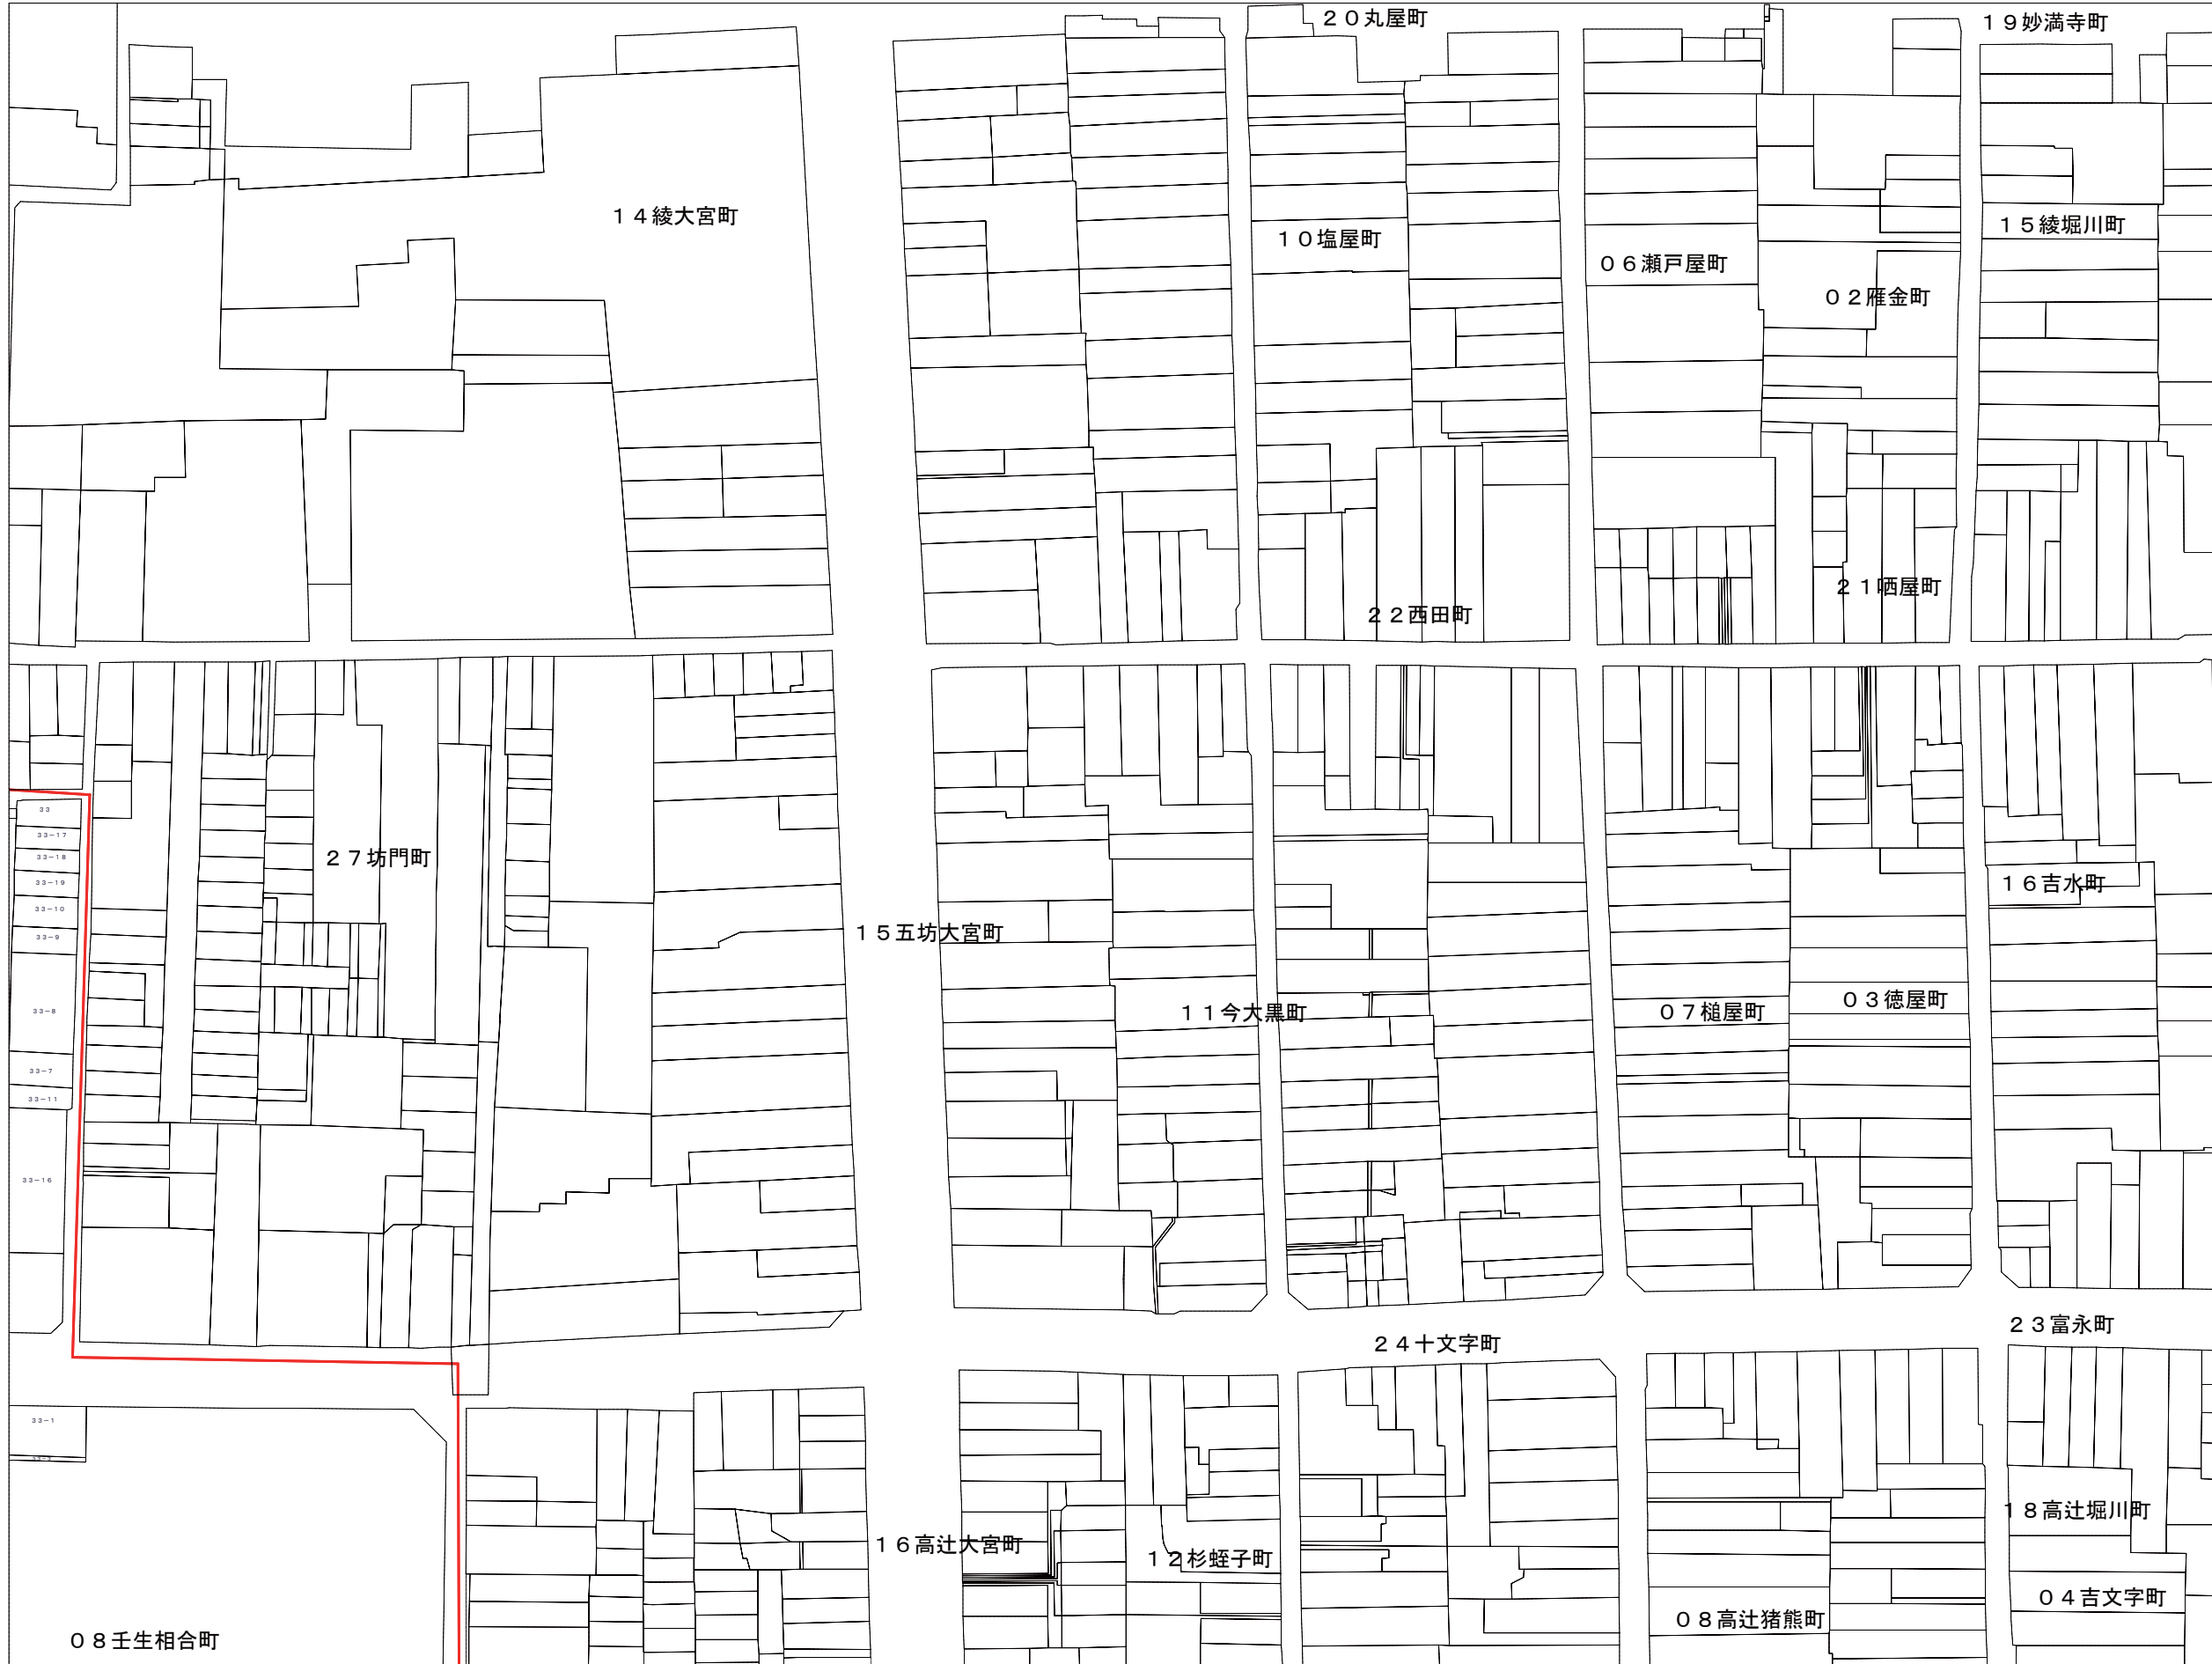 ２０丸屋町
１９妙満寺町
１４綾大宮町
１５綾堀川町
１０塩屋町
０６瀬戸屋町
０２雁金町
２１晒屋町
２２西田町
３３
３３－１７
３３－１８
２７坊門町
３３－１９
１６吉水町
３３－１０
１５五坊大宮町
３３－９
０３徳屋町
３３－８
１１今大黒町
０７槌屋町
３３－７
３３－１１
３３－１６
２３富永町
２４十文字町
３３－１
１８高辻堀川町
１６高辻大宮町
１２杉蛭子町
０４吉文字町
０８高辻猪熊町
０８壬生相合町